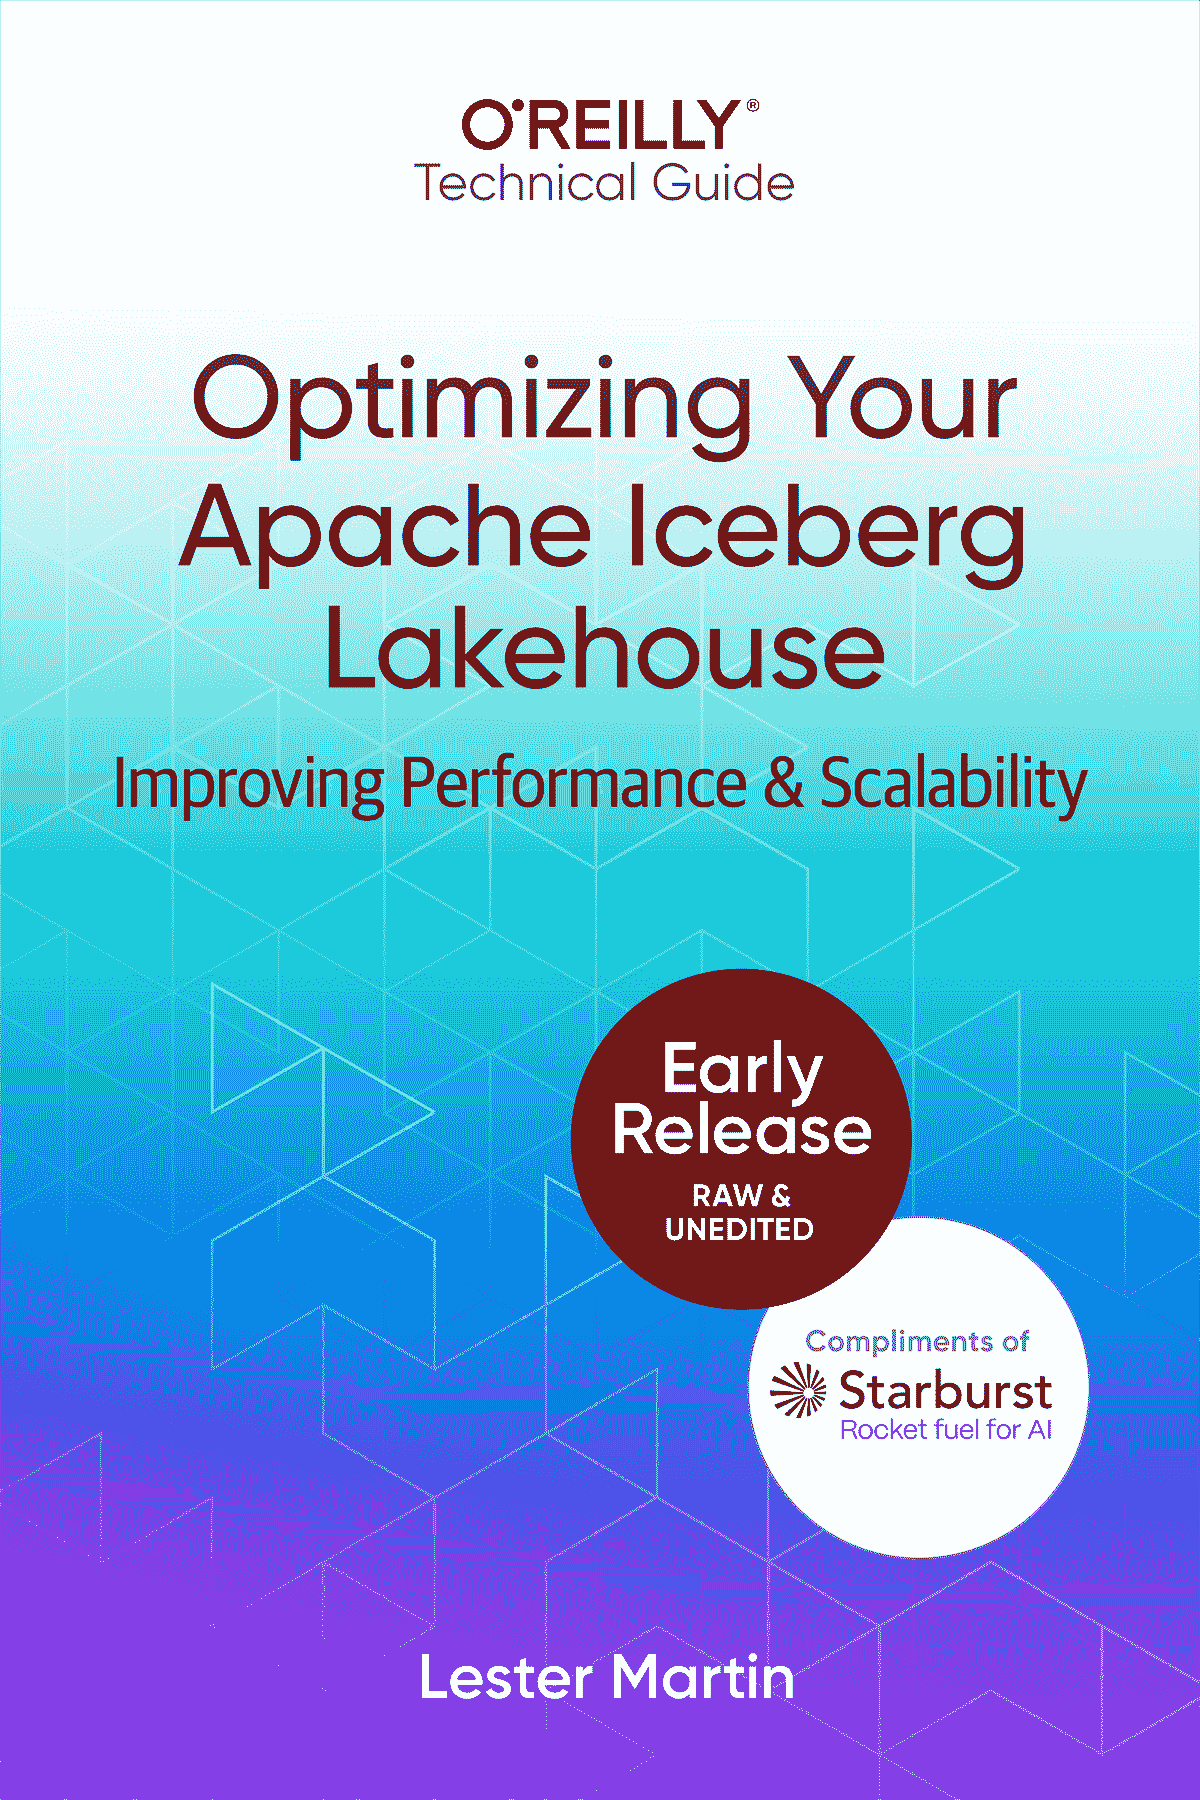 O'REILLY®
Technical Guide
Optimizing Your
Apache Iceberg
Lakehouse
Improving Performance & Scalability
Early
Release
RAW &
UNEDITED
Compliments of
Starburst
Rocket fuel for AI
Lester Martin